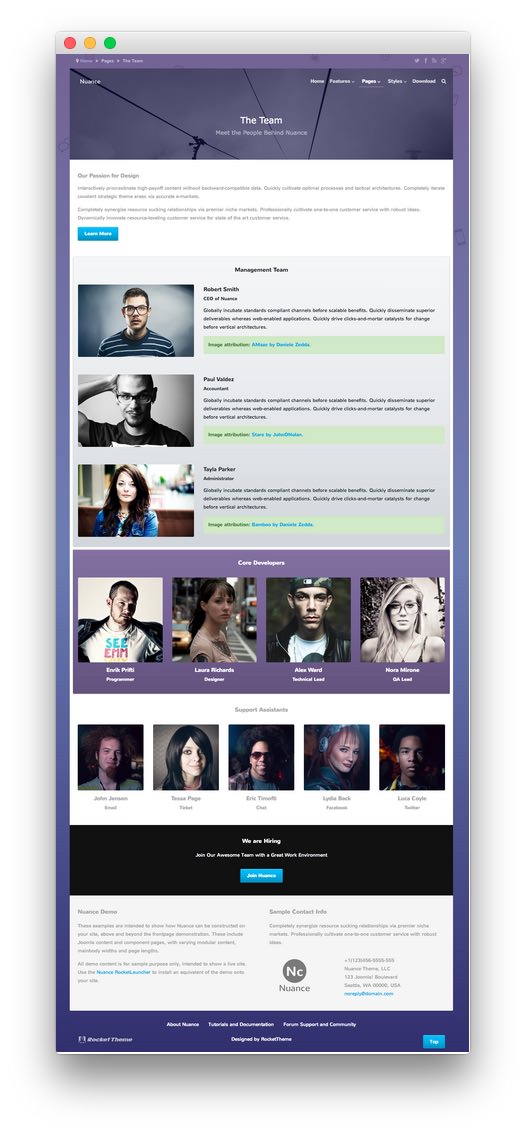 Home > Pages > The Team
Nuance
Home Features Pages Styles Download
The Team
Meet the People Behind Nuance
Our Passion for Design
Interactively procrastinate high-payoff content without backward-compatible data. Quickly cultivate optimal processes and tactical architectures. Completely iterate
covalent strategic theme areas via accurate e-markets.
Completely synergize resource sucking relationships via premier niche markets. Professionally cultivate one-to-one customer service with robust ideas.
Dynamically innovate resource-leveling customer service for state of the art customer service.
Learn More
Management Team
Robert Smith
CEO of Nuance
Globally incubate standards compliant channels before scalable benefits. Quickly disseminate superior
deliverables whereas web-enabled applications. Quickly drive clicks-and-mortar catalysts for change
before vertical architectures.
Image attribution: AMsec by Daniele Zedda.
Paul Valdez
Accountant
Globally incubate standards compliant channels before scalable benefits. Quickly disseminate superior
deliverables whereas web-enabled applications. Quickly drive clicks-and-mortar catalysts for change
before vertical architectures.
Image attribution: Stare by JohnONolan.
Tayla Parker
Administrator
Globally incubate standards compliant channels before scalable benefits. Quickly disseminate superior
deliverables whereas web-enabled applications. Quickly drive clicks-and-mortar catalysts for change
before vertical architectures.
Image attribution: Bamboo by Daniele Zedda.
Core Developers
SEE
EMM
Enrik Prifti Laura Richards Alex Ward Nora Mirone
Programmer Designer Technical Lead QA Lead
Support Assistants
John Jensen Tessa Page Eric Timofti Lydia Back Luca Coyle
Email Ticket Chat Facebook Twitter
We are Hiring
Join Our Awesome Team with a Great Work Environment
Join Nuance
Nuance Demo
These examples are intended to show how Nuance can be constructed on
your site, above and beyond the frontpage demonstration. These include
Joomla content and component pages, with varying modular content,
mainbody widths and page lengths.
All demo content is for sample purpose only, intended to show a live site.
Use the Nuance RocketLauncher to install an equivalent of the demo onto
your site.
Sample Contact Info
Completely synergize resource sucking relationships via premier niche
markets. Professionally cultivate one-to-one customer service with robust
ideas.
Nc
Nuance
+1(123)456-5555-555
Nuance Theme, LLC
123 Joomla! Boulevard
Seattle, WA 00000, USA
noreply@domain.com
About Nuance Tutorials and Documentation Forum Support and Community
RocketTheme
Designed by RocketTheme
Top